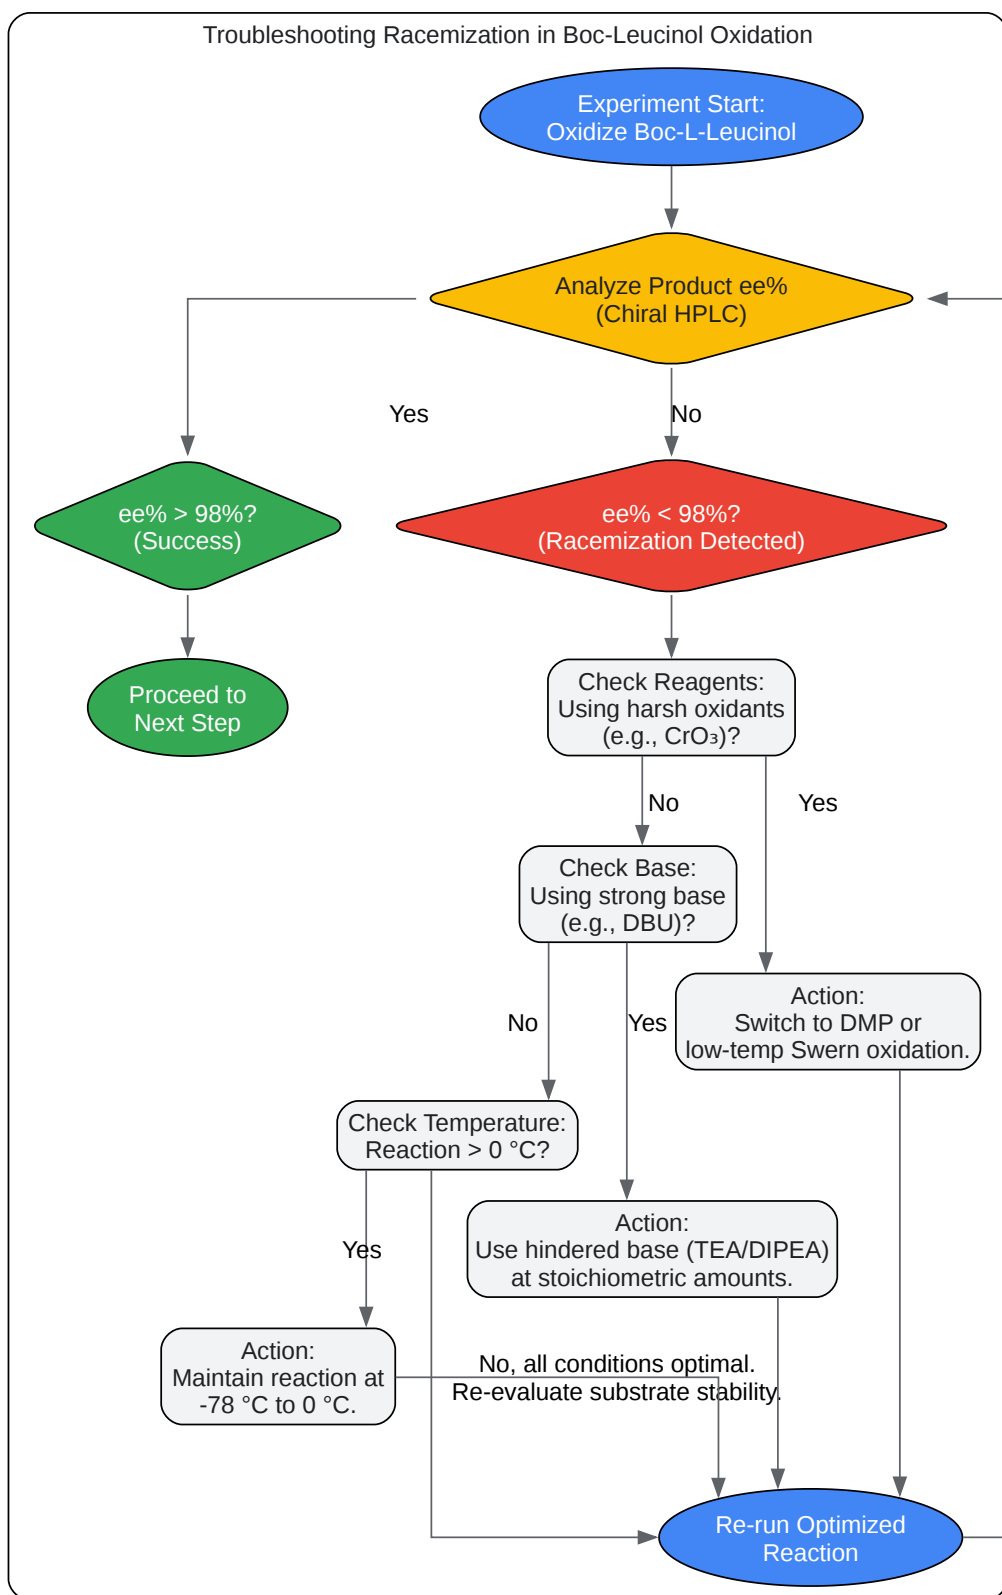 Troubleshooting Racemization in Boc-Leucinol Oxidation
Experiment Start:
Oxidize Boc-L-Leucinol
Analyze Product ee%
(Chiral HPLC)
Yes
No
ee% > 98%?
(Success)
ee% < 98%?
(Racemization Detected)
Proceed to
Next Step
Check Reagents:
Using harsh oxidants
(e.g., CrO₃)?
No
Yes
Check Base:
Using strong base
(e.g., DBU)?
Action:
Switch to DMP or
low-temp Swern oxidation.
No
Yes
Check Temperature:
Reaction > 0 °C?
Action:
Use hindered base (TEA/DIPEA)
at stoichiometric amounts.
Yes
Action:
Maintain reaction at
-78 °C to 0 °C.
No, all conditions optimal.
Re-evaluate substrate stability.
Re-run Optimized
Reaction